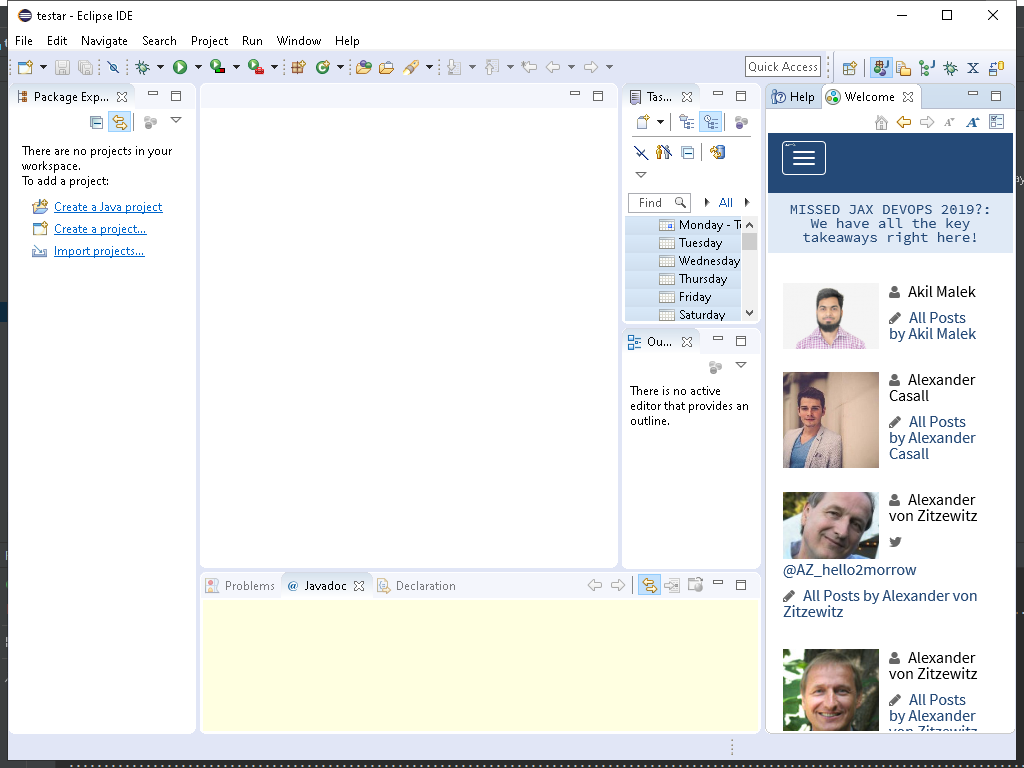 testar - Eclipse IDE
File Edit Navigate Search Project Run Window Help
Quick Access
Package Exp...
There are no projects in your
workspace.
To add a project:
Create a Java project
Create a project...
Import projects...
Tas...
Find
All
Monday - T
Tuesday
Wednesday
Thursday
Friday
Saturday
Ou...
There is no active
editor that provides an
outline.
Problems
@ Javadoc
Declaration
Help
Welcome
MISSED JAX DEVOPS 2019?:
We have all the key
takeaways right here!
Akil Malek
All Posts
by Akil Malek
Alexander
Casall
All Posts
by Alexander
Casall
Alexander
von Zitzewitz
@AZ_hello2morrow
All Posts by Alexander von
Zitzewitz
Alexander
von Zitzewitz
All Posts
by Alexander
von Zitzewitz